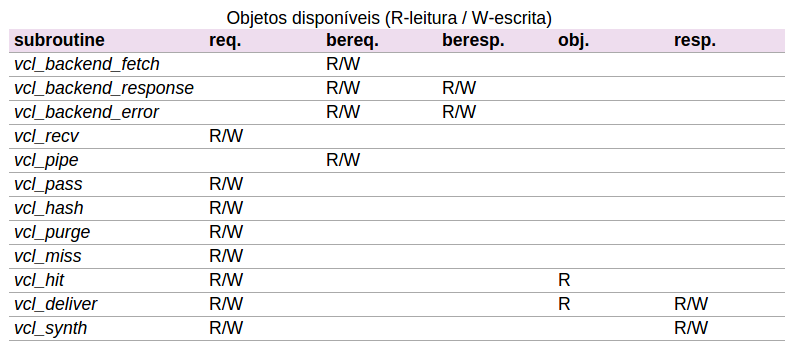 Objetos disponíveis (R-leitura / W-escrita)
subroutine req. bereq. beresp. obj. resp.
vcl_backend_fetch R/W
vcl_backend_response R/W R/W
vcl_backend_error R/W R/W
vcl_recv R/W
vcl_pipe R/W
vcl_pass R/W
vcl_hash R/W
vcl_purge R/W
vcl_miss R/W
vcl_hit R/W R
vcl_deliver R/W R R/W
vcl_synth R/W R/W